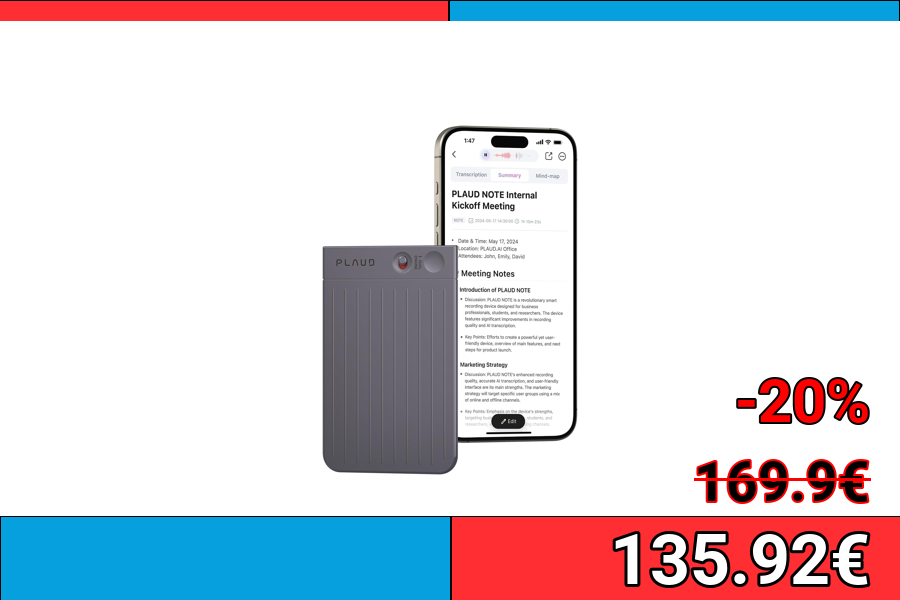 1:47
Transcription
Summary
Mind-map
PLAUD NOTE Internal
Kickoff Meeting
NOTE
Date & Time: May 17, 2024
Location: PLAUD.AI Office
Attendees: John, Emily, David
Meeting Notes
Introduction of PLAUD NOTE
Discussion: PLAUD NOTE is a revolutionary smart
recording device designed for business
professionals, students, and researchers. The device
features significant improvements in recording
quality and AI transcription.
Key Points: Efforts to create a powerful yet user-
friendly device, overview of main features, and next
steps for product launch.
Marketing Strategy
Discussion: PLAUD NOTE's enhanced recording
quality, accurate AI transcription, and user-friendly
interface are its main strengths. The marketing
strategy will target specific user groups using a mix
of online and offline channels.
Key Points: Emphasis on the device's strengths,
targeting students, and
channels.
Edit
PLAUD
-20%
169.9€
135.92€